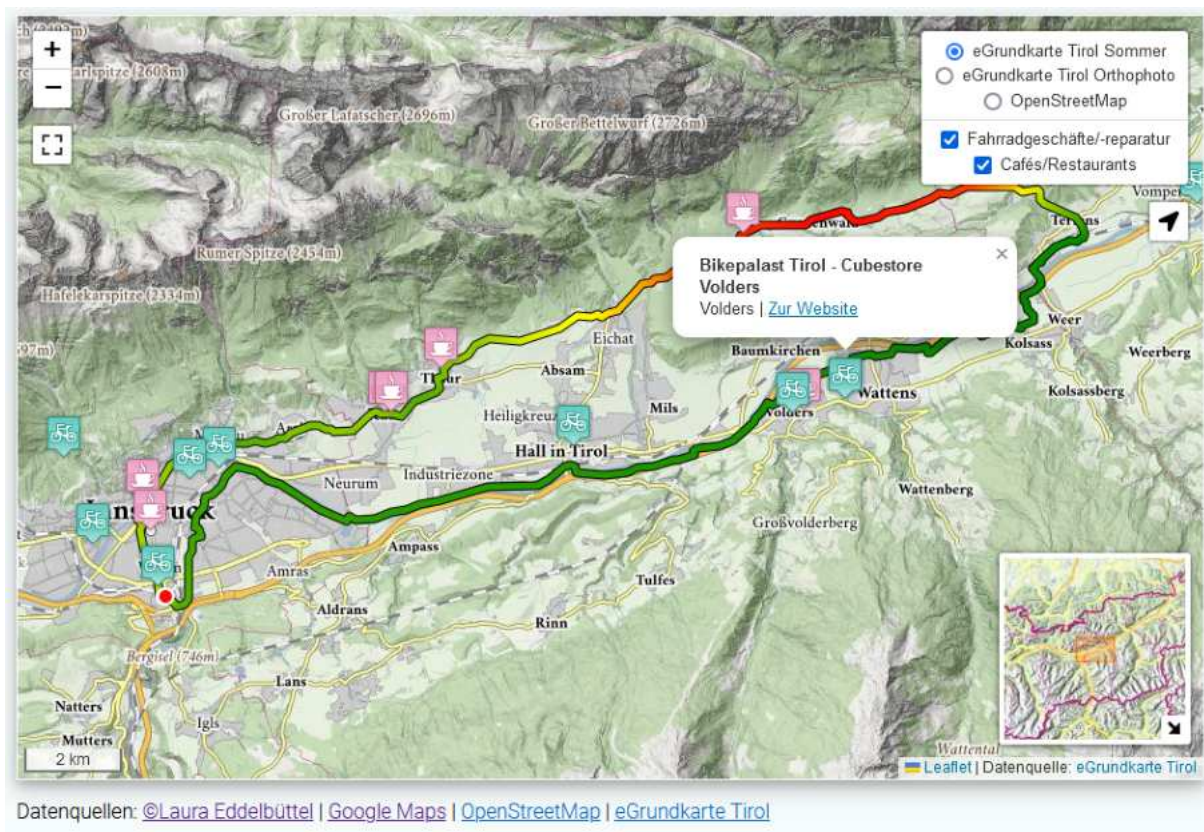 +
Großer Lafatscher (2696m)
Großer Bettelwurf (2726m)
eGrundkarte Tirol Sommer
eGrundkarte Tirol Orthophoto
OpenStreetMap
Fahrradgeschäfte/-reparatur
Cafés/Restaurants
−
Rumer Spitze (2454m)
Hafelekarspitze (2334m)
Bikepalast Tirol - Cubestore
Volders
Volders | Zur Website
×
Eichat
Baumkirchen
Weer
Kolsass
Weerberg
Absam
Wattens
Kolsassberg
Mils
Volders
Hall in Tirol
Industriezone
Neurum
Wattenberg
Großvolderberg
Ampass
Amras
Tulfes
Aldrans
Rinn
Bergisel (746m)
Lans
Natters
Igls
Mutters
2 km
Wattental
Leaflet | Datenquelle: eGrundkarte Tirol
Datenquellen: ©Laura Eddelbüttel | Google Maps | OpenStreetMap | eGrundkarte Tirol